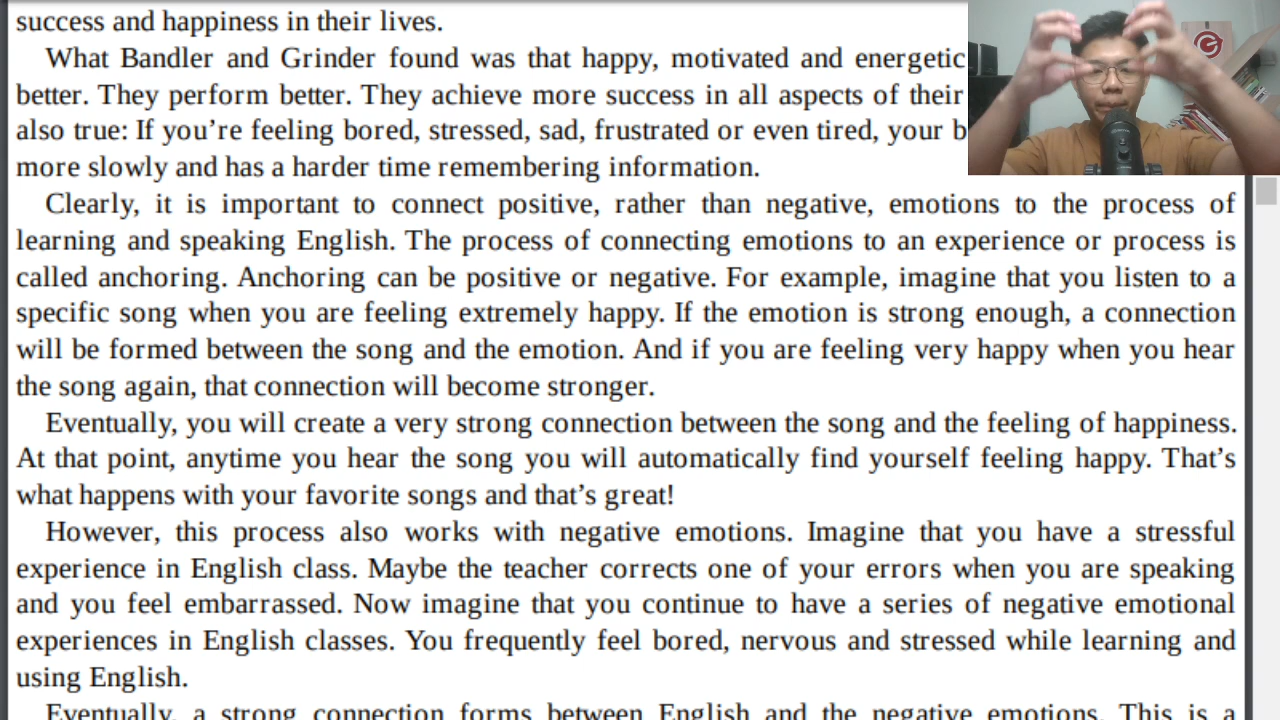 success and happiness in their lives.
What Bandler and Grinder found was that happy, motivated and energetic
better. They perform better. They achieve more success in all aspects of their
also true: If you’re feeling bored, stressed, sad, frustrated or even tired, your
more slowly and has a harder time remembering information.
Clearly, it is important to connect positive, rather than negative, emotions to the process of
learning and speaking English. The process of connecting emotions to an experience or process is
called anchoring. Anchoring can be positive or negative. For example, imagine that you listen to a
specific song when you are feeling extremely happy. If the emotion is strong enough, a connection
will be formed between the song and the emotion. And if you are feeling very happy when you hear
the song again, that connection will become stronger.
Eventually, you will create a very strong connection between the song and the feeling of happiness.
At that point, anytime you hear the song you will automatically find yourself feeling happy. That’s
what happens with your favorite songs and that’s great!
However, this process also works with negative emotions. Imagine that you have a stressful
experience in English class. Maybe the teacher corrects one of your errors when you are speaking
and you feel embarrassed. Now imagine that you continue to have a series of negative emotional
experiences in English classes. You frequently feel bored, nervous and stressed while learning and
using English.
Eventually, a strong connection forms between English and the negative emotions. This is a